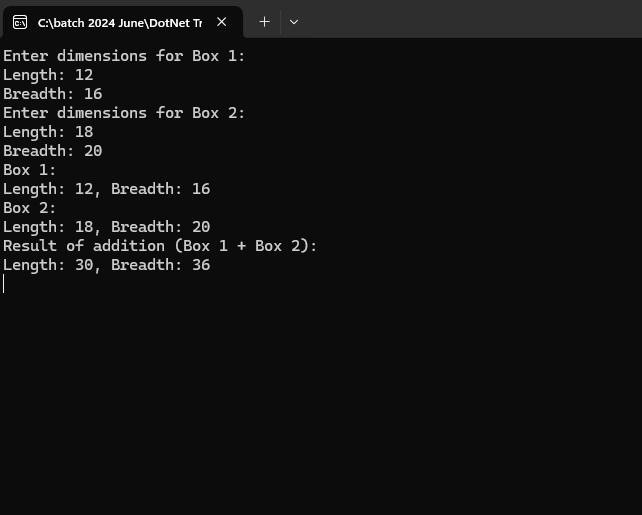 C:\batch 2024 June\DotNet Tr
Enter dimensions for Box 1:
Length: 12
Breadth: 16
Enter dimensions for Box 2:
Length: 18
Breadth: 20
Box 1:
Length: 12, Breadth: 16
Box 2:
Length: 18, Breadth: 20
Result of addition (Box 1 + Box 2):
Length: 30, Breadth: 36